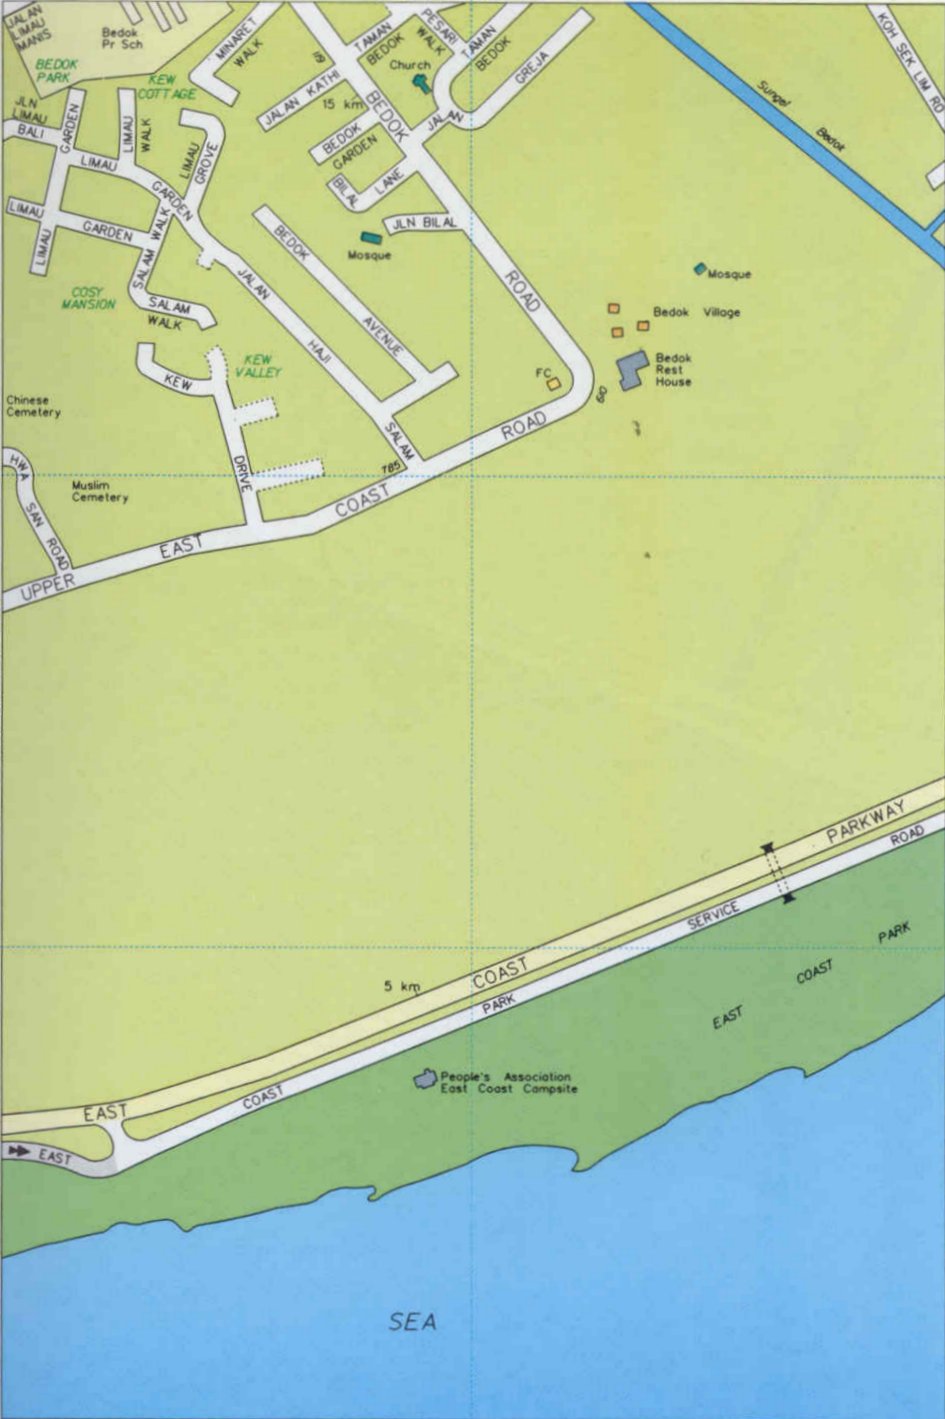 JALAN
LIMAU
MANIS
Bedok
Pr Sch
MINARET
WALK
119
TAMAN
BEDOK
PESARI
WALK
TAMAN
BEDOK
GREJA
KOH SEK LIM RD
BEDOK
PARK
KEW
COTTAGE
Church
JALAN KATHI
15 km
BEDOK
JALAN
Sungei
Bedok
JLN
LIMAU
BALI
GARDEN
LIMAU
WALK
LIMAU
GROVE
BEDOK
GARDEN
LIMAU
GARDEN
BILAL
LANE
LIMAU
GARDEN
LIMAU
SALAM WALK
JLN BILAL
Mosque
BEDOK
AVENUE
JALAN
HAJI
SALAM
ROAD
Mosque
COSY
MANSION
SALAM
WALK
Bedok Village
KEW
VALLEY
KEW
DRIVE
FC
Bedok
Rest
House
60
Chinese
Cemetery
ROAD
HWA
SAN ROAD
Muslim
Cemetery
785
COAST
EAST
UPPER
PARKWAY
ROAD
SERVICE
COAST
5 km
PARK
EAST COAST PARK
People's Association
East Coast Campsite
EAST
COAST
EAST
SEA